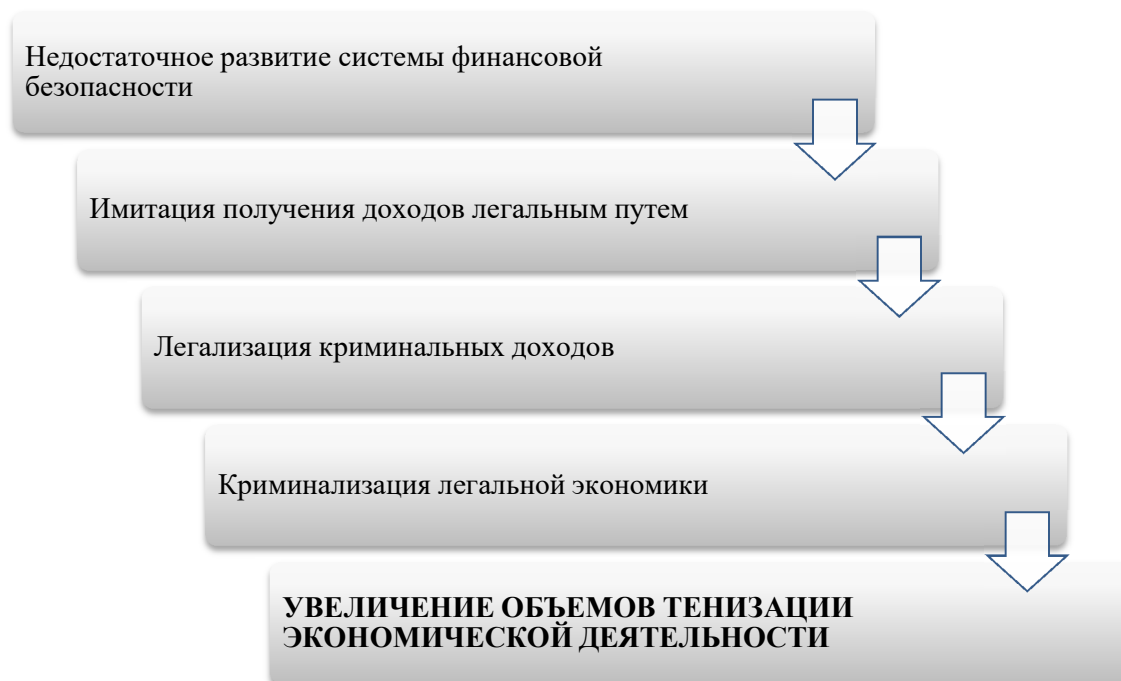 Недостаточное развитие системы финансовой
безопасности
Имитация получения доходов легальным путем
Легализация криминальных доходов
Криминализация легальной экономики
УВЕЛИЧЕНИЕ ОБЪЕМОВ ТЕНИЗАЦИИ
ЭКОНОМИЧЕСКОЙ ДЕЯТЕЛЬНОСТИ